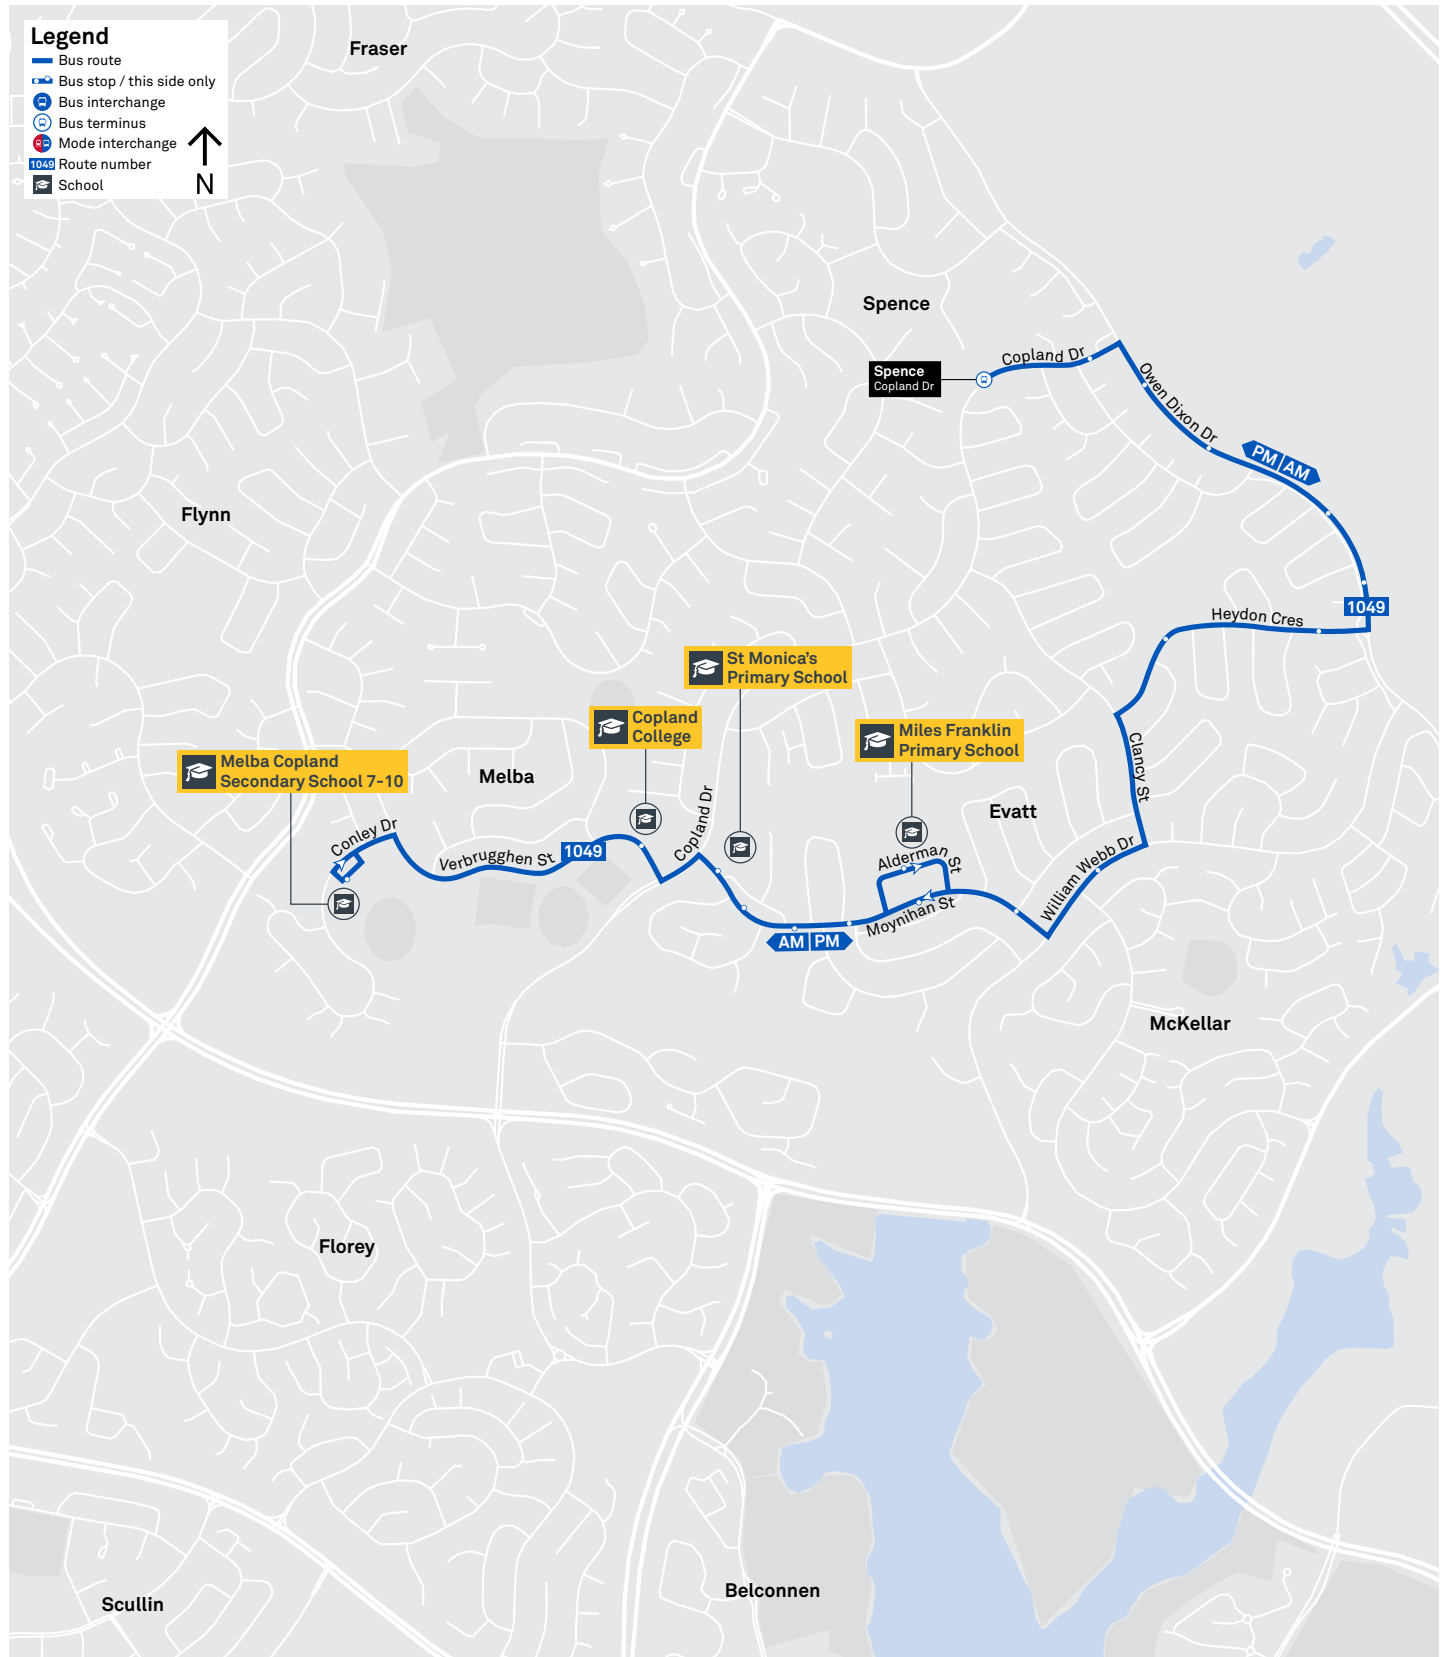 Legend
Bus route
Bus stop / this side only
Bus interchange
Bus terminus
Mode interchange
1049 Route number
School
N
Fraser
Spence
Spence
Copland Dr
Copland Dr
Owen Dixon Dr
PM AM
Flynn
1049
Heydon Cres
St Monica's
Primary School
Copland
College
Miles Franklin
Primary School
Clancy St
Melba Copland
Secondary School 7-10
Melba
Evatt
Copland Dr
Conley Dr
Verbrugghen St
1049
Alderman St
William Webb Dr
Moynihan St
AM PM
McKellar
Florey
Belconnen
Scullin